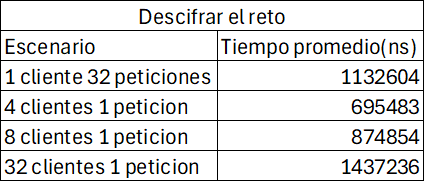 Descifrar el reto
Escenario Tiempo promedio(ns)
1 cliente 32 peticiones 1132604
4 clientes 1 peticion 695483
8 clientes 1 peticion 874854
32 clientes 1 peticion 1437236